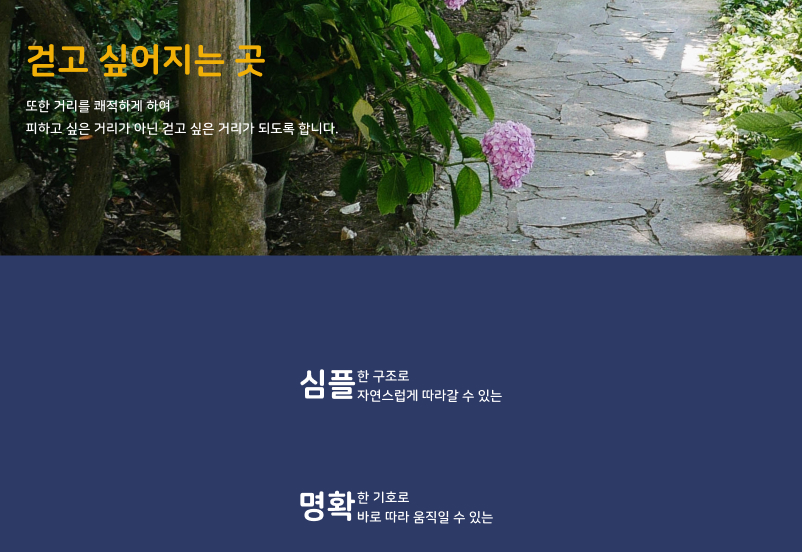 걷고 싶어지는 곳
또한 거리를 쾌적하게 하여
피하고 싶은 거리가 아닌 걷고 싶은 거리가 되도록 합니다.
심플한 구조로
자연스럽게 따라갈 수 있는
명확한 기호로
바로 따라 움직일 수 있는